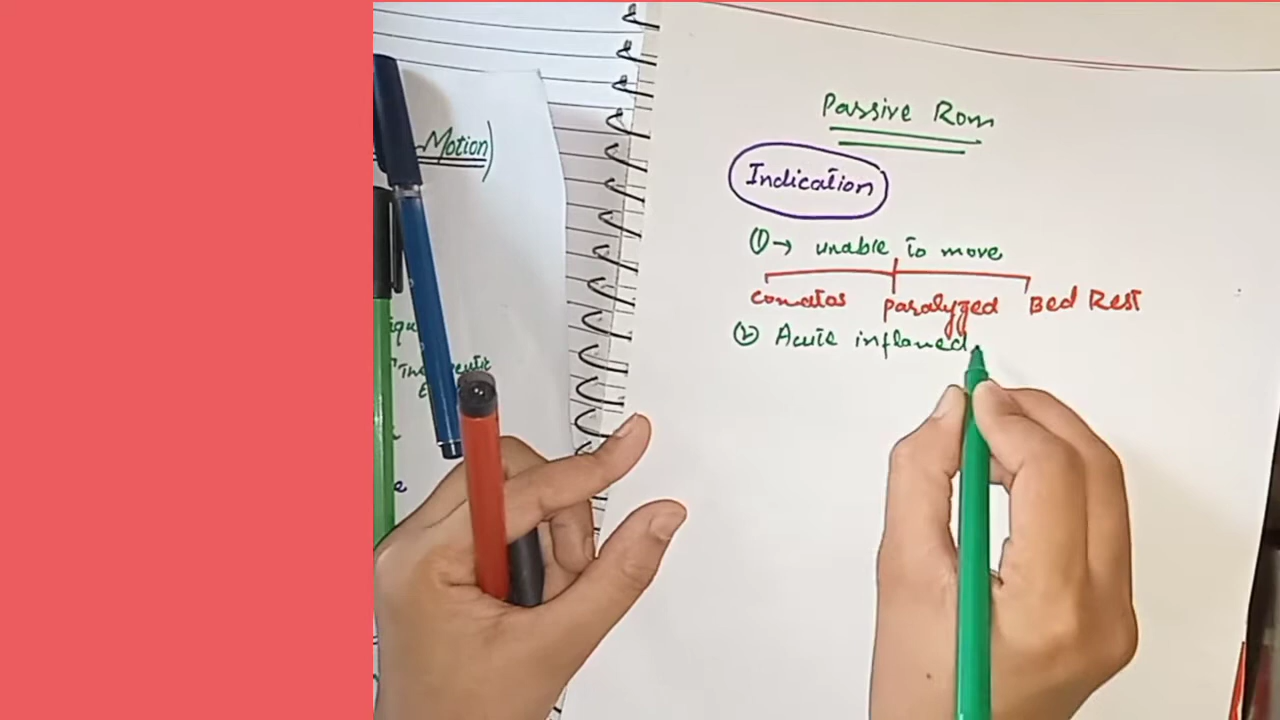 Motion)
Passive Rom
Indication
① → unable to move
comatos paralyzed Bed Rest
② Acute inflamed